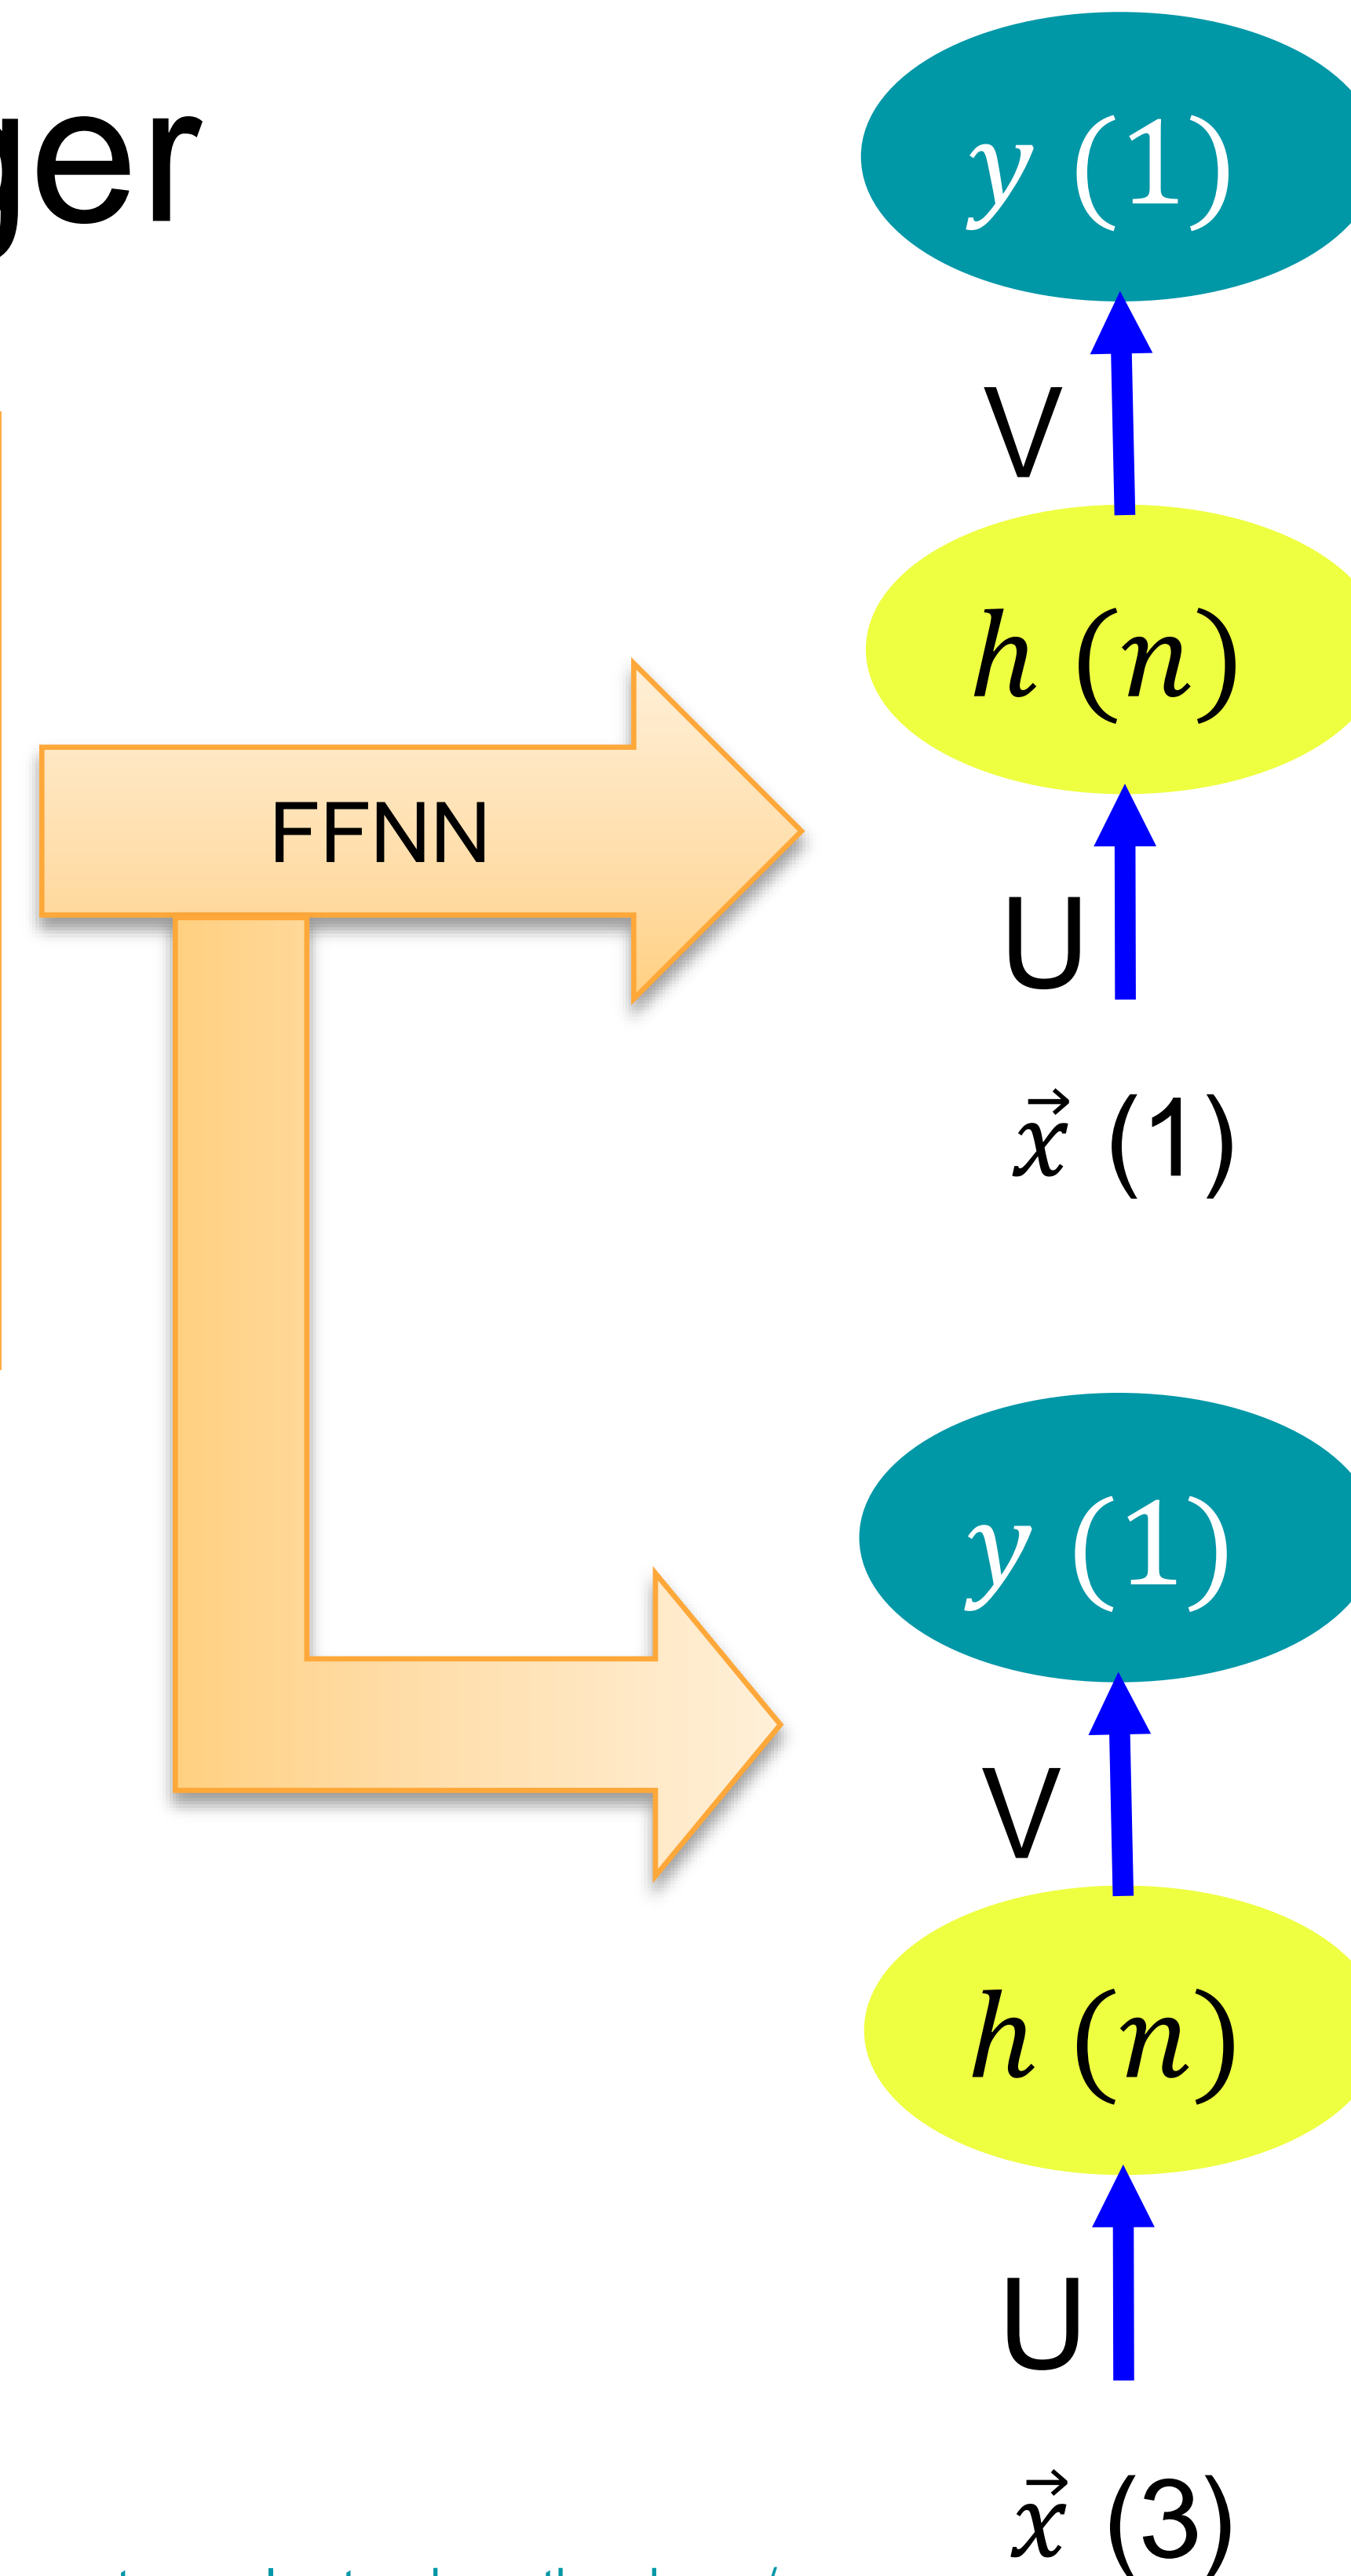 ger
y (1)
V
h (n)
FFNN
U
x⃗ (1)
y (1)
V
h (n)
U
x⃗ (3)